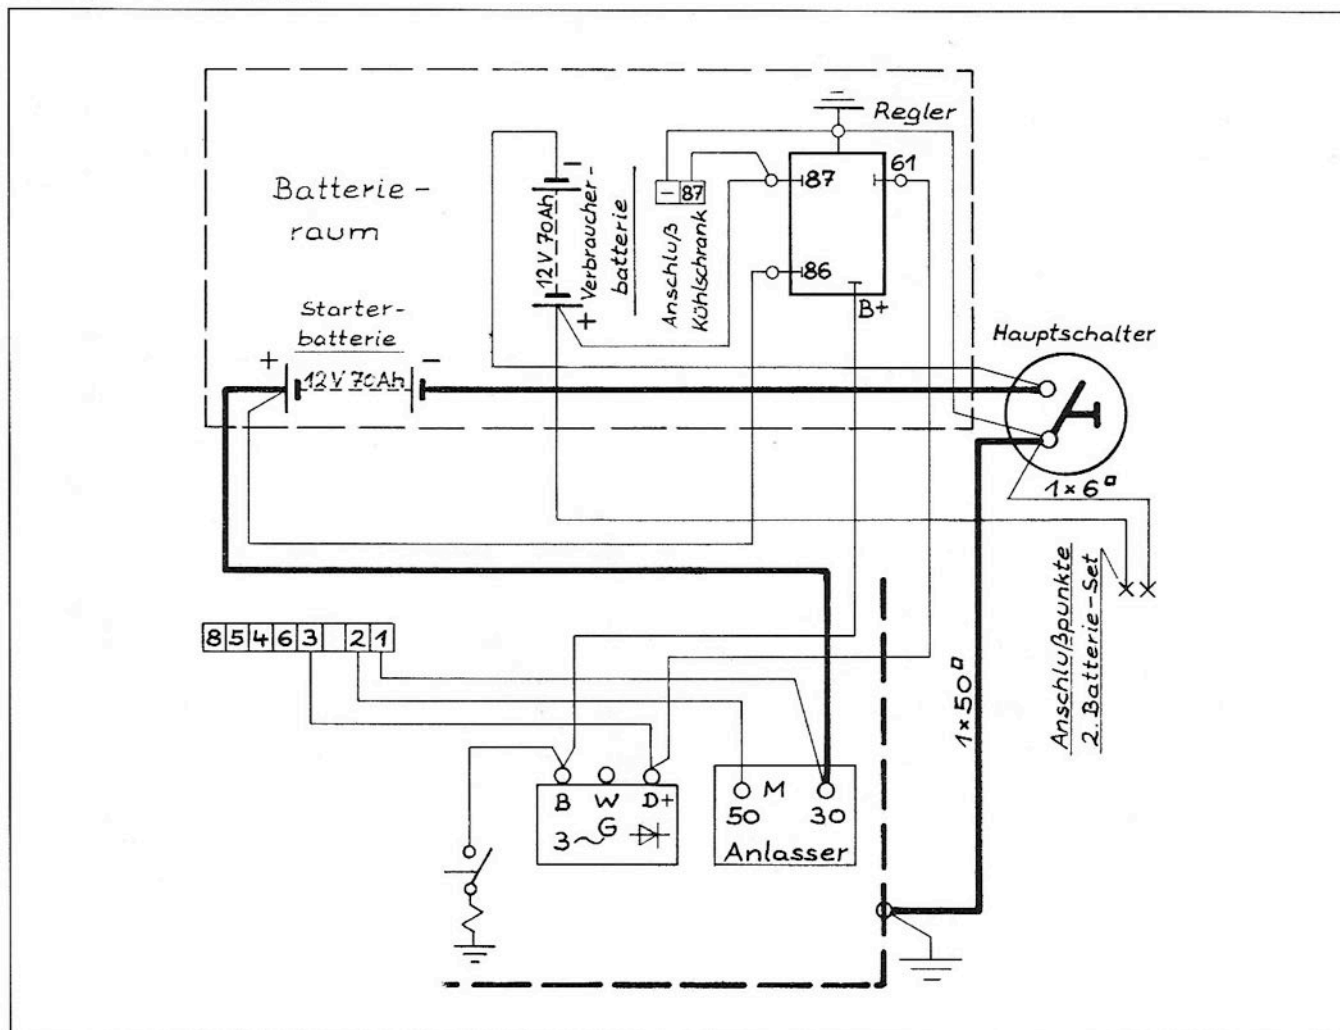 Regler
Batterie-
raum
−
12V 70Ah
+
Verbraucher-
batterie
− 87
Anschluß
Kühlschrank
87
61
86
B+
Starter-
batterie
+
12V 70Ah
−
Hauptschalter
1×6▫
8 5 4 6 3 2 1
1×50▫
Anschlußpunkte
2. Batterie-Set
B W D+
3~ G
M
50 30
Anlasser